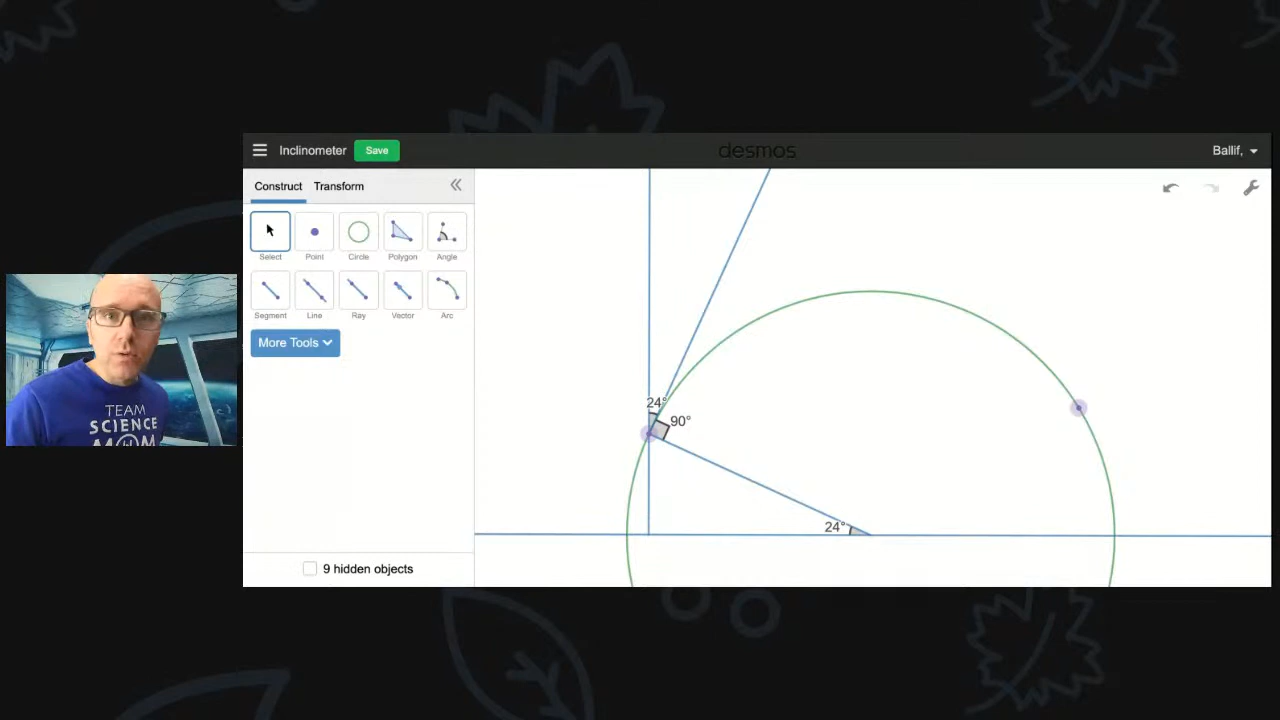 Inclinometer
Save
desmos
Ballif,
Construct
Transform
Select
Point
Circle
Polygon
Angle
Segment
Line
Ray
Vector
Arc
More Tools
9 hidden objects
24°
90°
24°
TEAM
SCIENCE
MOM